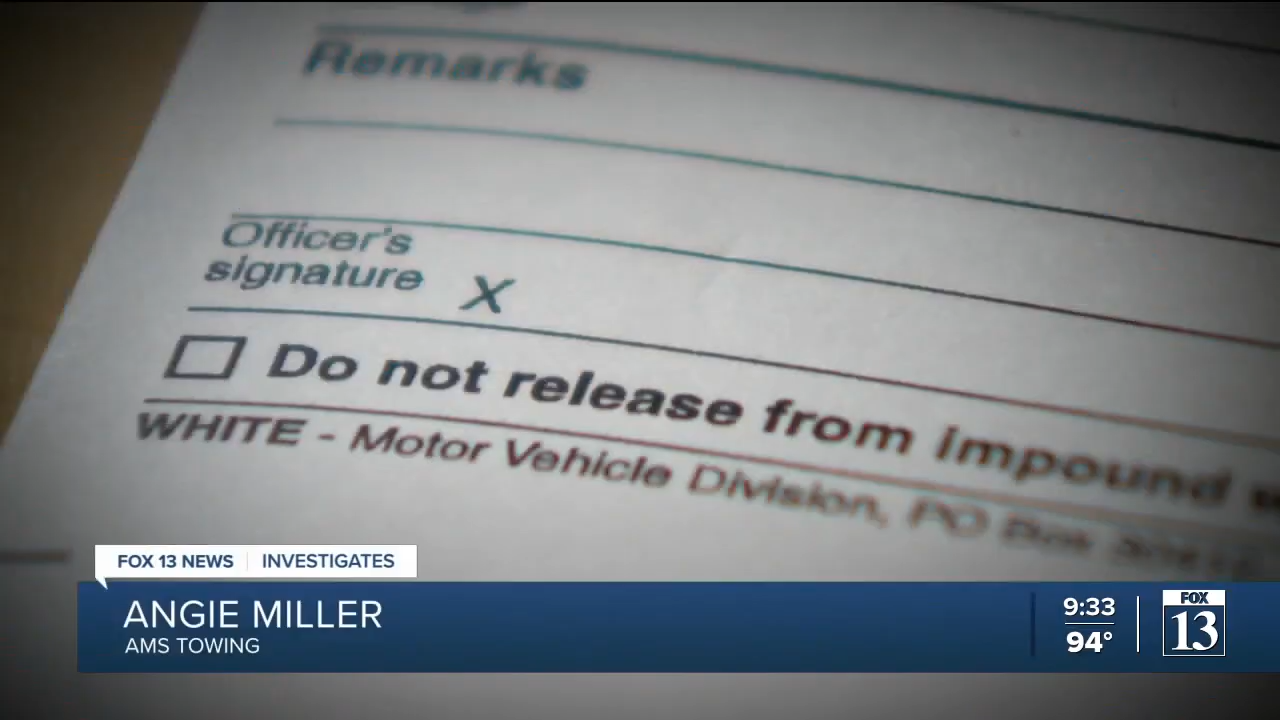 Remarks
Officer's
signature X
Do not release from impound
WHITE - Motor Vehicle Division, PO Box
FOX 13 NEWS INVESTIGATES
ANGIE MILLER
AMS TOWING
9:33
94°
FOX
13